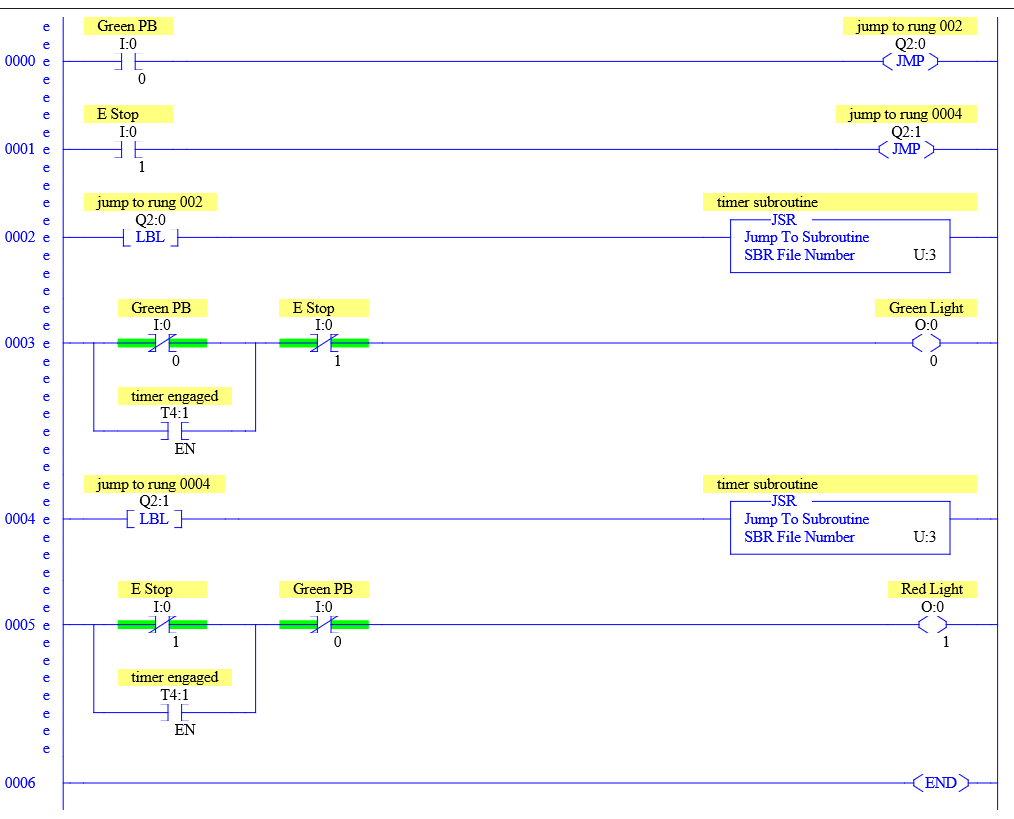 e Green PB jump to rung 002
e I:0 Q2:0
0000 e JMP
e 0
e
e E Stop jump to rung 0004
e I:0 Q2:1
0001 e JMP
e 1
e
e jump to rung 002 timer subroutine
e Q2:0 JSR
0002 e LBL Jump To Subroutine
e SBR File Number U:3
e
e
e Green PB E Stop Green Light
e I:0 I:0 O:0
0003 e
e 0 1 0
e
e timer engaged
e T4:1
e
e EN
e
e jump to rung 0004 timer subroutine
e Q2:1 JSR
0004 e LBL Jump To Subroutine
e SBR File Number U:3
e
e
e E Stop Green PB Red Light
e I:0 I:0 O:0
0005 e
e 1 0 1
e
e timer engaged
e T4:1
e
e EN
e
0006 END